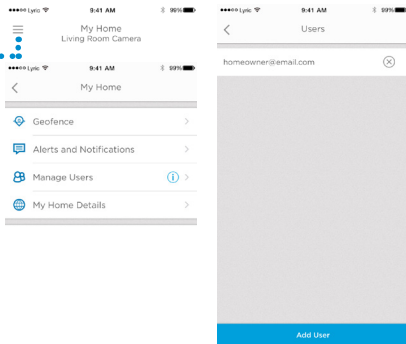 Lyric 9:41 AM 99%
My Home
Living Room Camera
Lyric 9:41 AM 99%
My Home
Geofence
Alerts and Notifications
Manage Users
My Home Details
Lyric 9:41 AM 99%
Users
homeowner@email.com
Add User